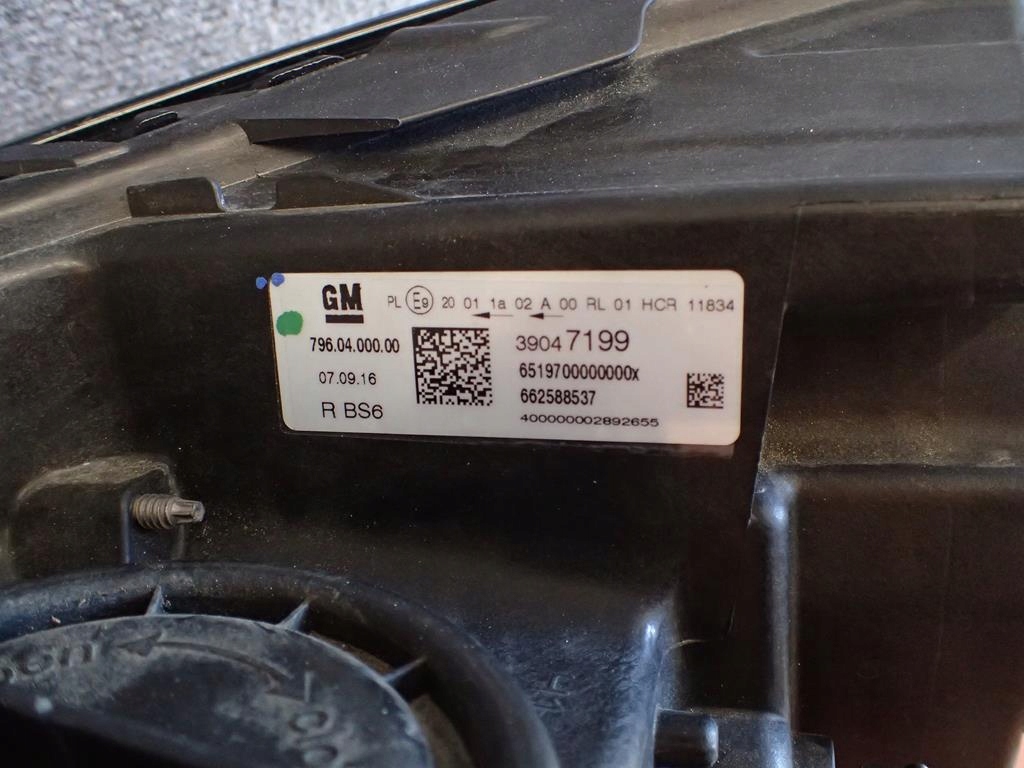 GM
PL E9 20 01 1a 02 A 00 RL 01 HCR 11834
796.04.000.00
39047199
07.09.16
6519700000000x
R BS6
662588537
400000002892655